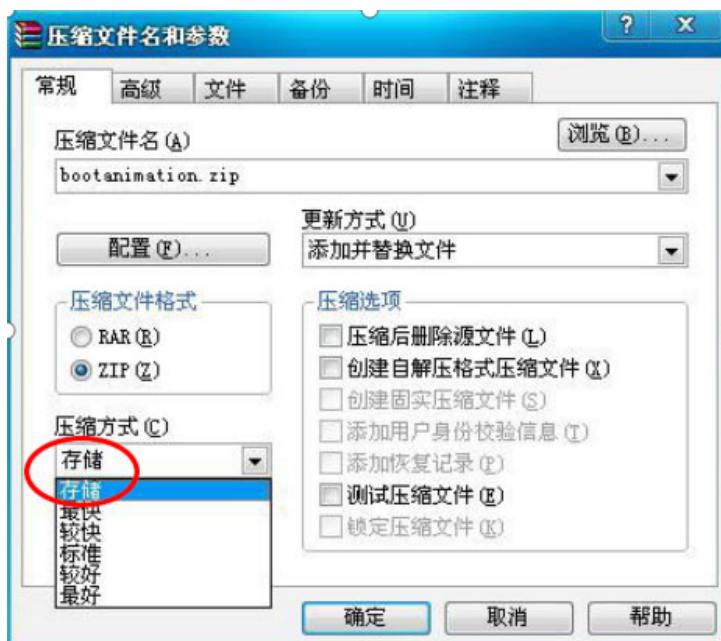 压缩文件名和参数
常规 高级 文件 备份 时间 注释
压缩文件名(A)
浏览(B)...
bootanimation.zip
更新方式(U)
配置(F)...
添加并替换文件
压缩文件格式
RAR(R)
ZIP(Z)
压缩选项
压缩后删除源文件(L)
创建自解压格式压缩文件(X)
创建固实压缩文件(S)
添加用户身份校验信息(I)
添加恢复记录(P)
测试压缩文件(E)
锁定压缩文件(K)
压缩方式(C)
存储
存储
最快
较快
标准
较好
最好
确定 取消 帮助